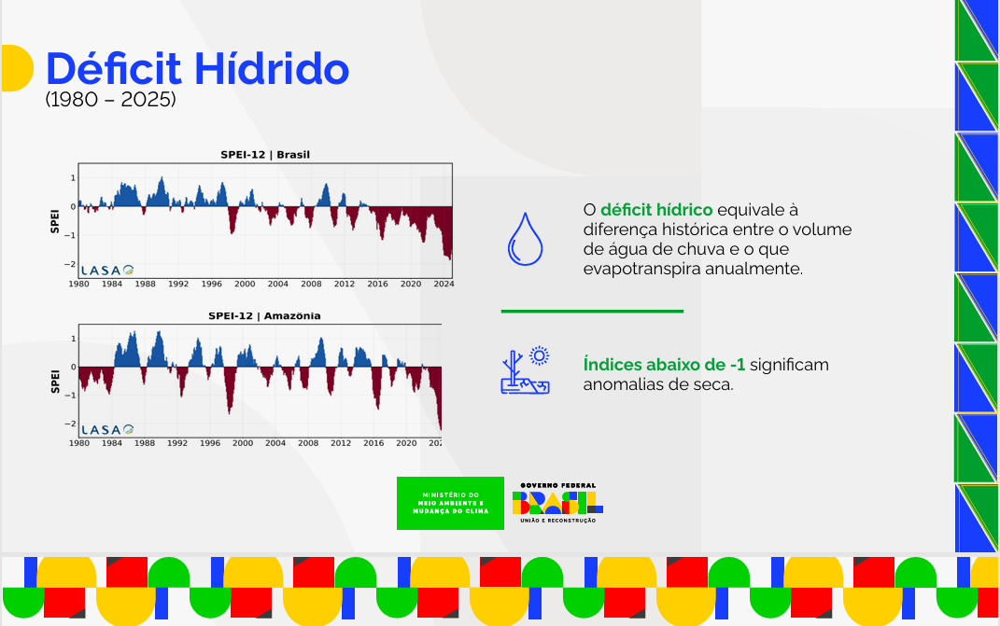 Déficit Hídrido
(1980 – 2025)
SPEI-12 | Brasil
SPEI
1
0
−1
−2
LASA
1980 1984 1988 1992 1996 2000 2004 2008 2012 2016 2020 2024
SPEI-12 | Amazônia
SPEI
1
0
−1
−2
LASA
1980 1984 1988 1992 1996 2000 2004 2008 2012 2016 2020 202
O déficit hídrico equivale à
diferença histórica entre o volume
de água de chuva e o que
evapotranspira anualmente.
Índices abaixo de -1 significam
anomalias de seca.
MINISTÉRIO DO
MEIO AMBIENTE E
MUDANÇA DO CLIMA
GOVERNO FEDERAL
BRASIL
UNIÃO E RECONSTRUÇÃO